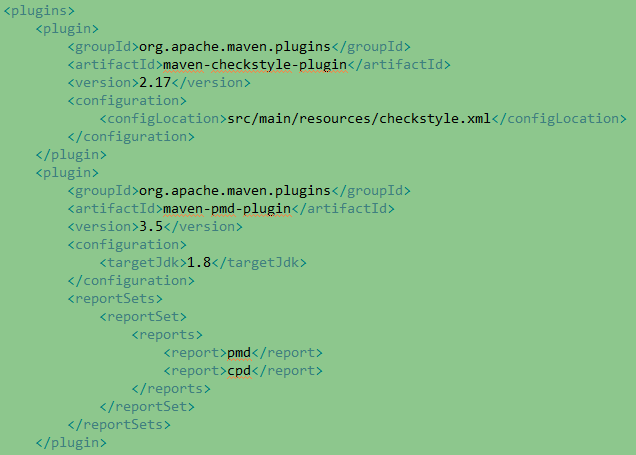 <plugins>
    <plugin>
        <groupId>org.apache.maven.plugins</groupId>
        <artifactId>maven-checkstyle-plugin</artifactId>
        <version>2.17</version>
        <configuration>
            <configLocation>src/main/resources/checkstyle.xml</configLocation>
        </configuration>
    </plugin>
    <plugin>
        <groupId>org.apache.maven.plugins</groupId>
        <artifactId>maven-pmd-plugin</artifactId>
        <version>3.5</version>
        <configuration>
            <targetJdk>1.8</targetJdk>
        </configuration>
        <reportSets>
            <reportSet>
                <reports>
                    <report>pmd</report>
                    <report>cpd</report>
                </reports>
            </reportSet>
        </reportSets>
    </plugin>